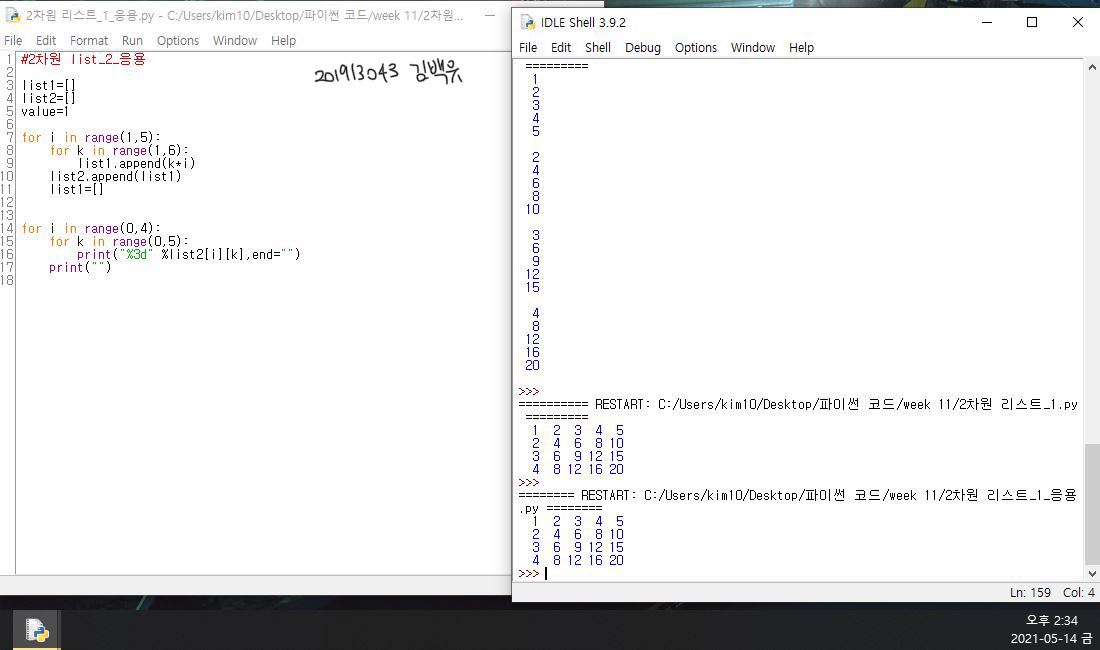 2차원 리스트_1_응용.py - C:/Users/kim10/Desktop/파이썬 코드/week 11/2차원...
File Edit Format Run Options Window Help
1 #2차원 list_2_응용
2
3 list1=[]
4 list2=[]
5 value=1
6
7 for i in range(1,5):
8 for k in range(1,6):
9 list1.append(k*i)
10 list2.append(list1)
11 list1=[]
12
13
14 for i in range(0,4):
15 for k in range(0,5):
16 print("%3d" %list2[i][k],end="")
17 print("")
18
201913043 김백유
IDLE Shell 3.9.2
File Edit Shell Debug Options Window Help
=========
1
2
3
4
5
2
4
6
8
10
3
6
9
12
15
4
8
12
16
20
>>>
========== RESTART: C:/Users/kim10/Desktop/파이썬 코드/week 11/2차원 리스트_1.py
=========
1 2 3 4 5
2 4 6 8 10
3 6 9 12 15
4 8 12 16 20
>>>
======== RESTART: C:/Users/kim10/Desktop/파이썬 코드/week 11/2차원 리스트_1_응용
.py ========
1 2 3 4 5
2 4 6 8 10
3 6 9 12 15
4 8 12 16 20
>>>
Ln: 159 Col: 4
오후 2:34
2021-05-14 금